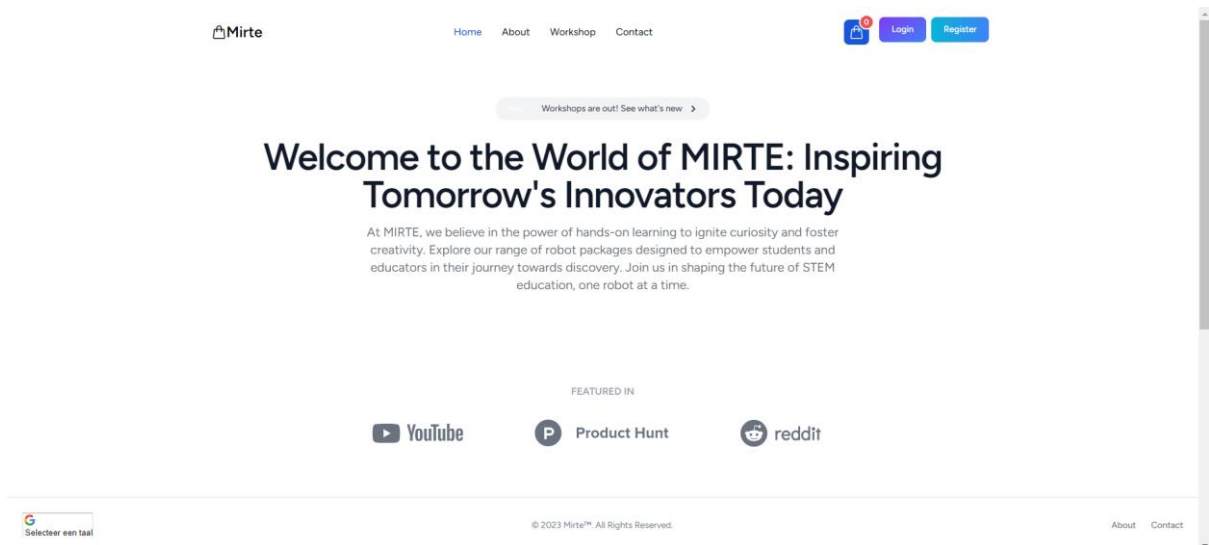 Mirte
Home About Workshop Contact
0
Login Register
Workshops are out! See what's new
Welcome to the World of MIRTE: Inspiring
Tomorrow's Innovators Today
At MIRTE, we believe in the power of hands-on learning to ignite curiosity and foster
creativity. Explore our range of robot packages designed to empower students and
educators in their journey towards discovery. Join us in shaping the future of STEM
education, one robot at a time.
FEATURED IN
YouTube Product Hunt reddit
Selecteer een taal
© 2023 Mirte™. All Rights Reserved.
About Contact